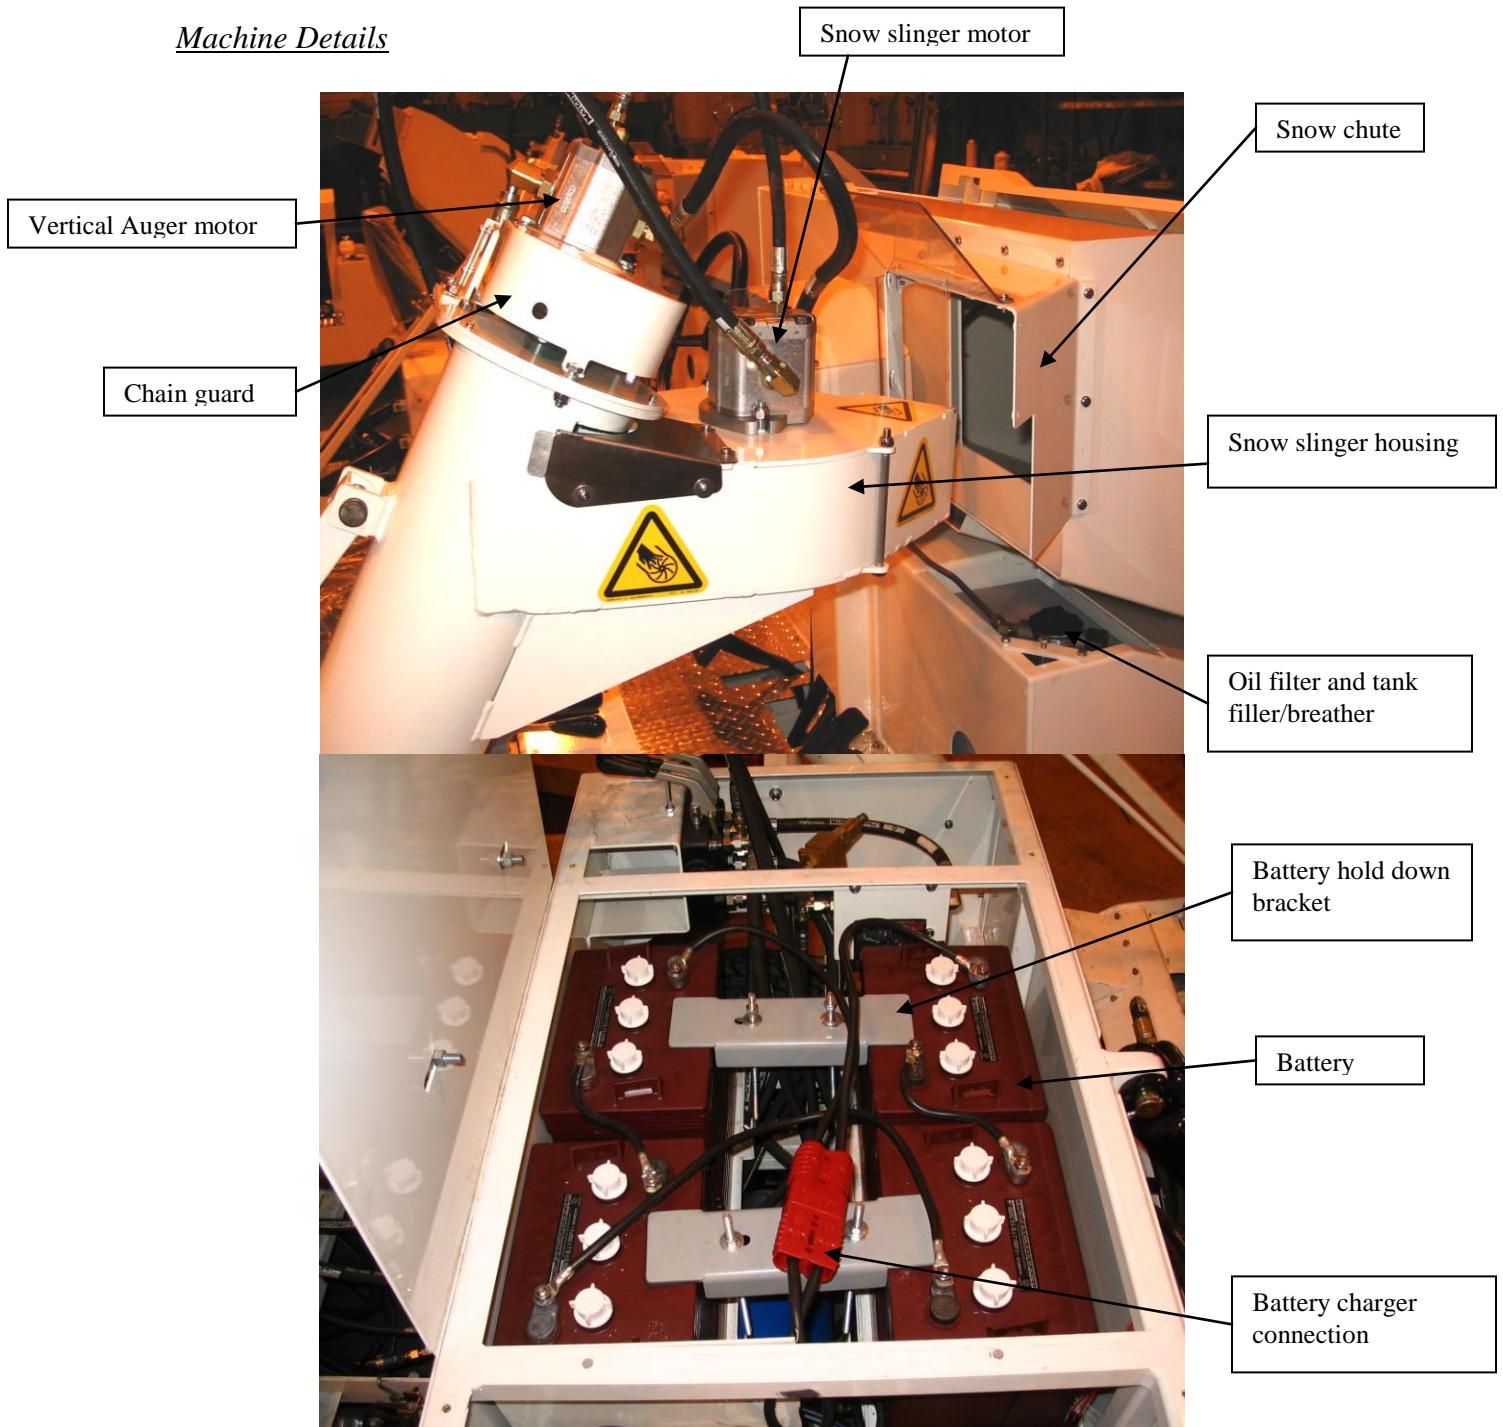 Machine Details
Snow slinger motor
Snow chute
Vertical Auger motor
Chain guard
Snow slinger housing
Oil filter and tank
filler/breather
Battery hold down
bracket
Battery
Battery charger
connection